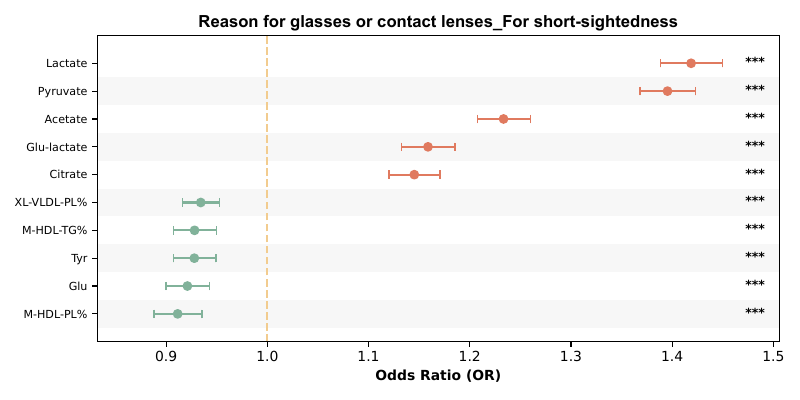 Reason for glasses or contact lenses_For short-sightedness
Lactate ***
Pyruvate ***
Acetate ***
Glu-lactate ***
Citrate ***
XL-VLDL-PL% ***
M-HDL-TG% ***
Tyr ***
Glu ***
M-HDL-PL% ***
0.9 1.0 1.1 1.2 1.3 1.4 1.5
Odds Ratio (OR)